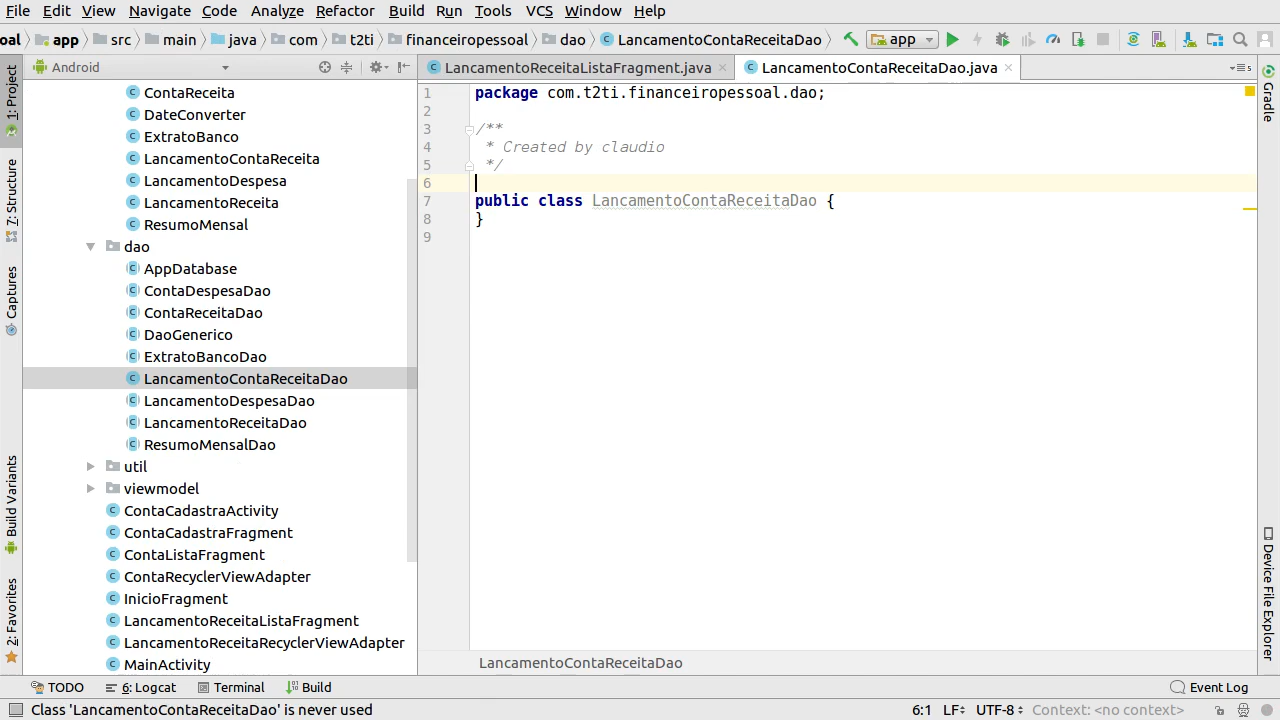 File Edit View Navigate Code Analyze Refactor Build Run Tools VCS Window Help
oal app src main java com t2ti financeiropessoal dao LancamentoContaReceitaDao app
Android
LancamentoReceitaListaFragment.java LancamentoContaReceitaDao.java
1: Project
7: Structure
Captures
Build Variants
2: Favorites
ContaReceita
DateConverter
ExtratoBanco
LancamentoContaReceita
LancamentoDespesa
LancamentoReceita
ResumoMensal
dao
AppDatabase
ContaDespesaDao
ContaReceitaDao
DaoGenerico
ExtratoBancoDao
LancamentoContaReceitaDao
LancamentoDespesaDao
LancamentoReceitaDao
ResumoMensalDao
util
viewmodel
ContaCadastraActivity
ContaCadastraFragment
ContaListaFragment
ContaRecyclerViewAdapter
InicioFragment
LancamentoReceitaListaFragment
LancamentoReceitaRecyclerViewAdapter
MainActivity
1 package com.t2ti.financeiropessoal.dao;
2
3 /**
4 * Created by claudio
5 */
6
7 public class LancamentoContaReceitaDao {
8 }
9
LancamentoContaReceitaDao
Gradle
Device File Explorer
TODO 6: Logcat Terminal Build Event Log
Class 'LancamentoContaReceitaDao' is never used 6:1 LF UTF-8 Context: <no context>